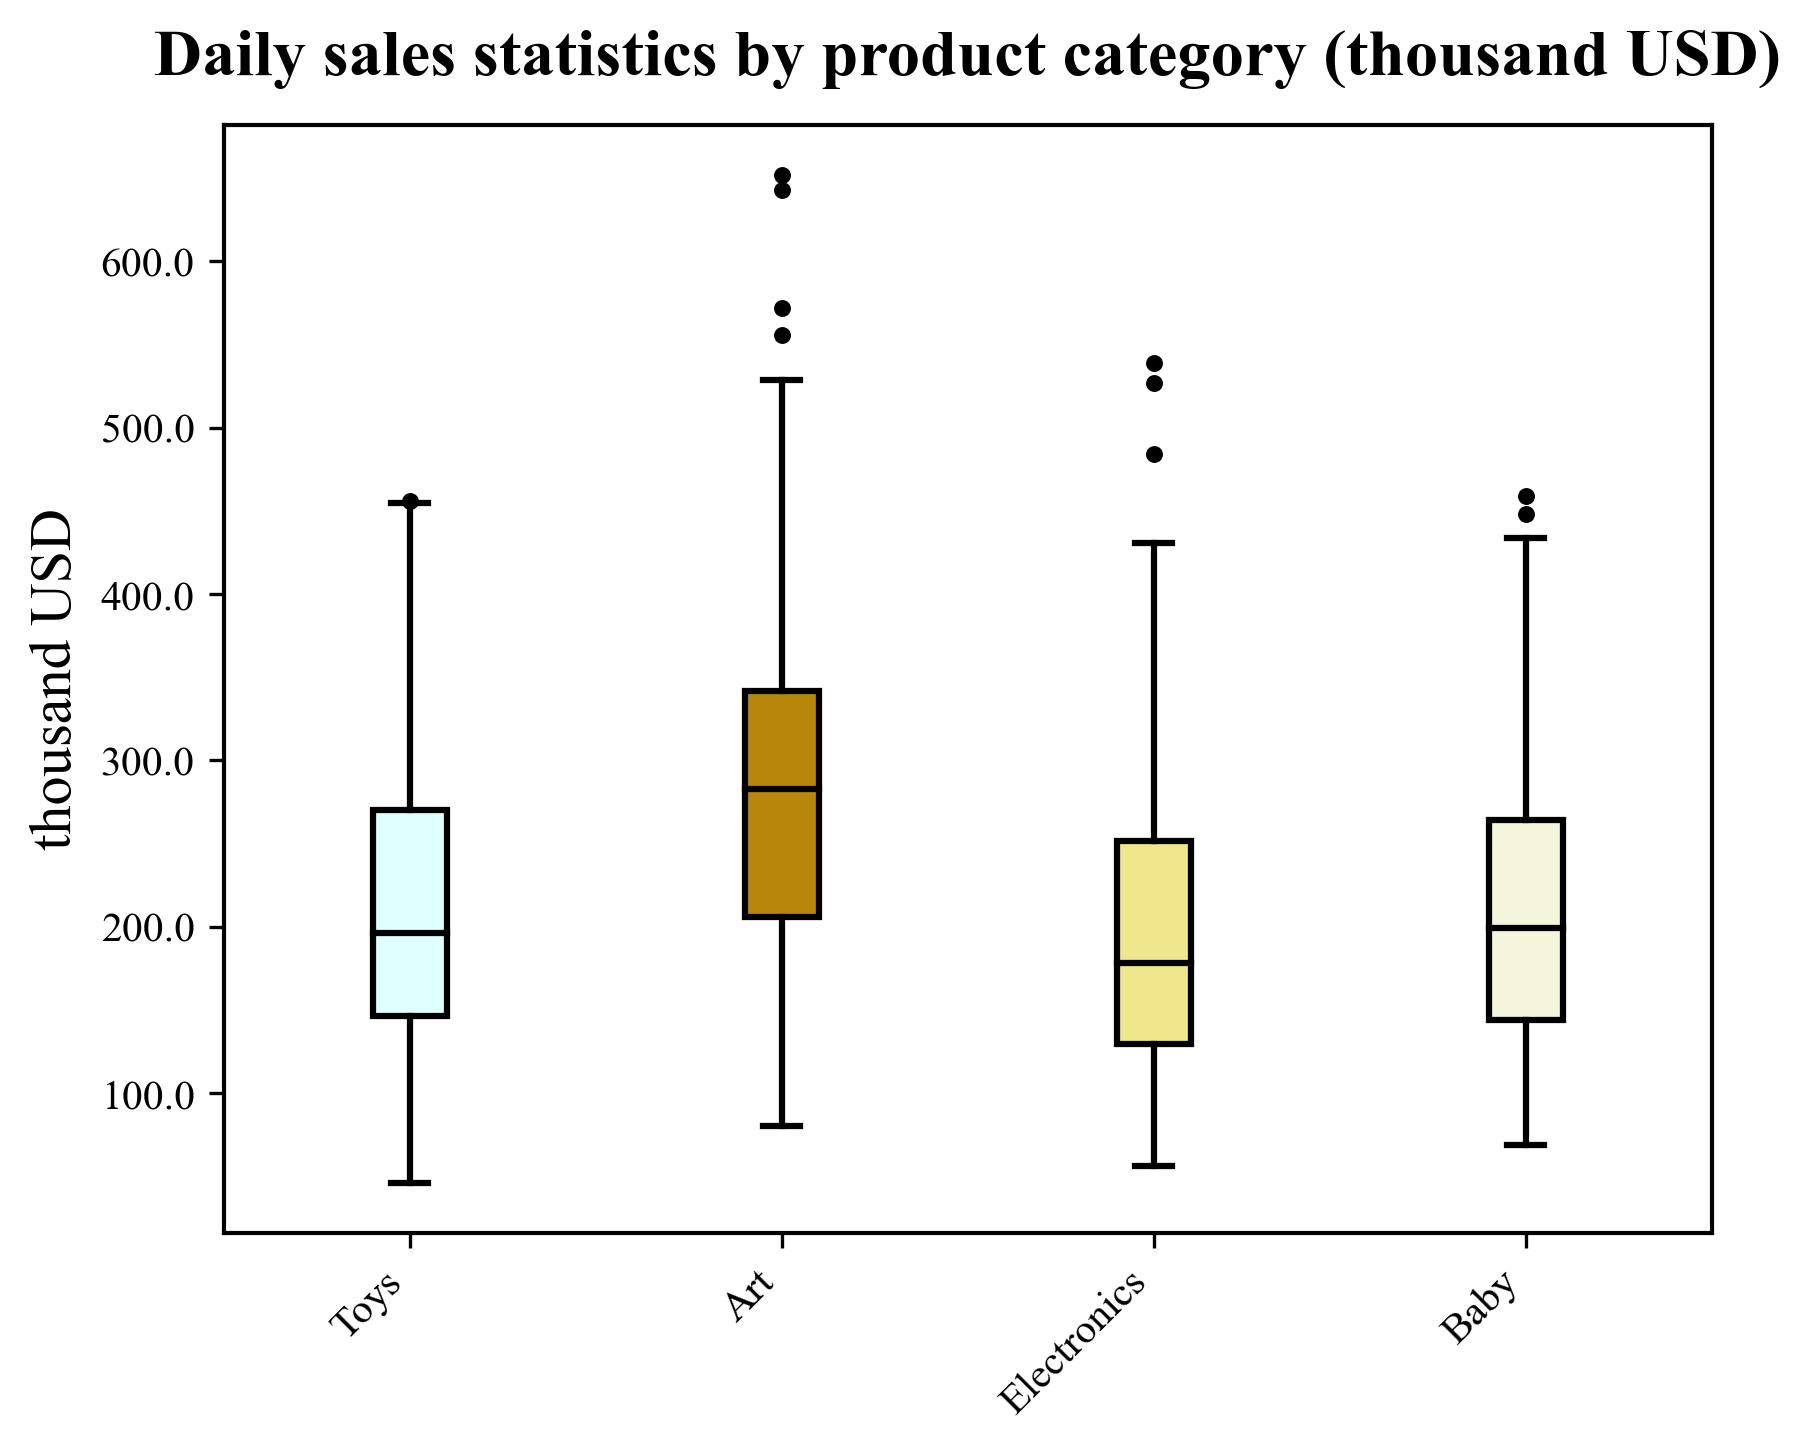 Daily sales statistics by product category (thousand USD)
thousand USD
600.0
500.0
400.0
300.0
200.0
100.0
Toys
Art
Electronics
Baby